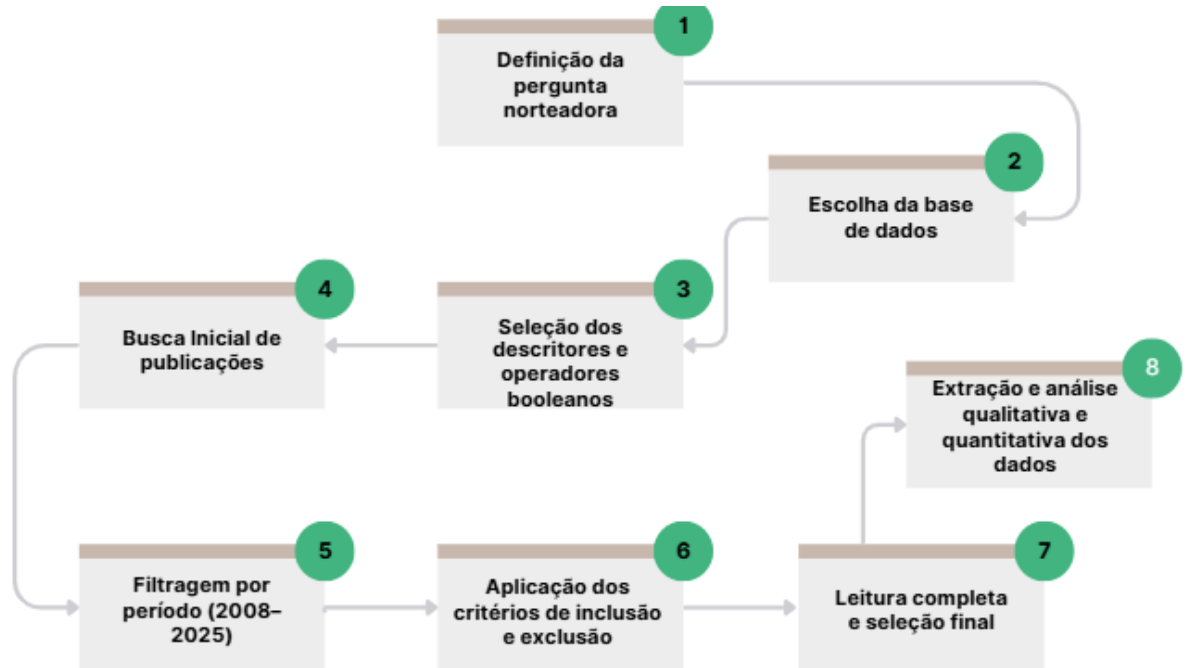 1
Definição da
pergunta
norteadora
2
Escolha da base
de dados
3
Seleção dos
descritores e
operadores
booleanos
4
Busca Inicial de
publicações
5
Filtragem por
período (2008–
2025)
6
Aplicação dos
critérios de inclusão
e exclusão
7
Leitura completa
e seleção final
8
Extração e análise
qualitativa e
quantitativa dos
dados